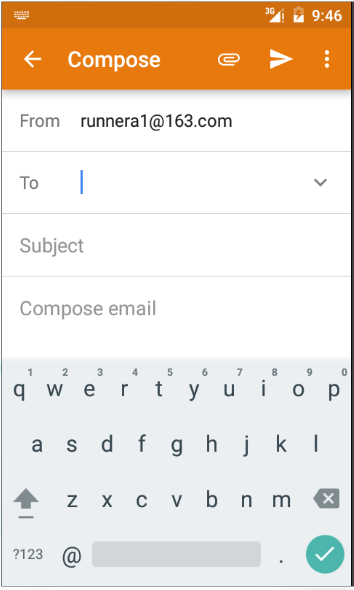 3G 9:46
Compose
From runnera1@163.com
To
Subject
Compose email
1 2 3 4 5 6 7 8 9 0
q w e r t y u i o p
a s d f g h j k l
z x c v b n m
?123 @ .